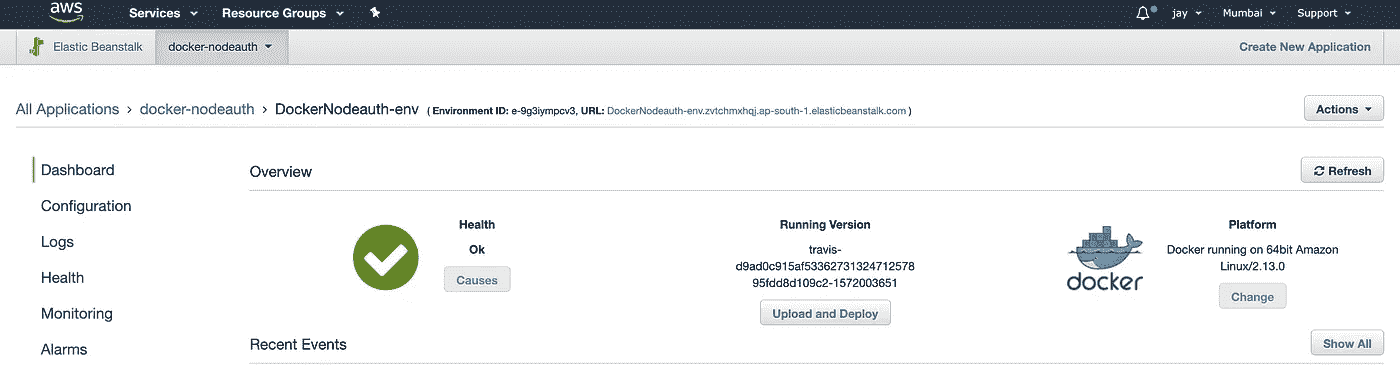 aws
Services
Resource Groups
jay
Mumbai
Support
Elastic Beanstalk
docker-nodeauth
Create New Application
All Applications › docker-nodeauth › DockerNodeauth-env ( Environment ID: e-9g3iympcv3, URL: DockerNodeauth-env.zvtchmxhqj.ap-south-1.elasticbeanstalk.com )
Actions
Dashboard
Configuration
Logs
Health
Monitoring
Alarms
Overview
Refresh
Health
Ok
Causes
Running Version
travis-
d9ad0c915af53362731324712578
95fdd8d109c2-1572003651
Upload and Deploy
docker
Platform
Docker running on 64bit Amazon
Linux/2.13.0
Change
Recent Events
Show All